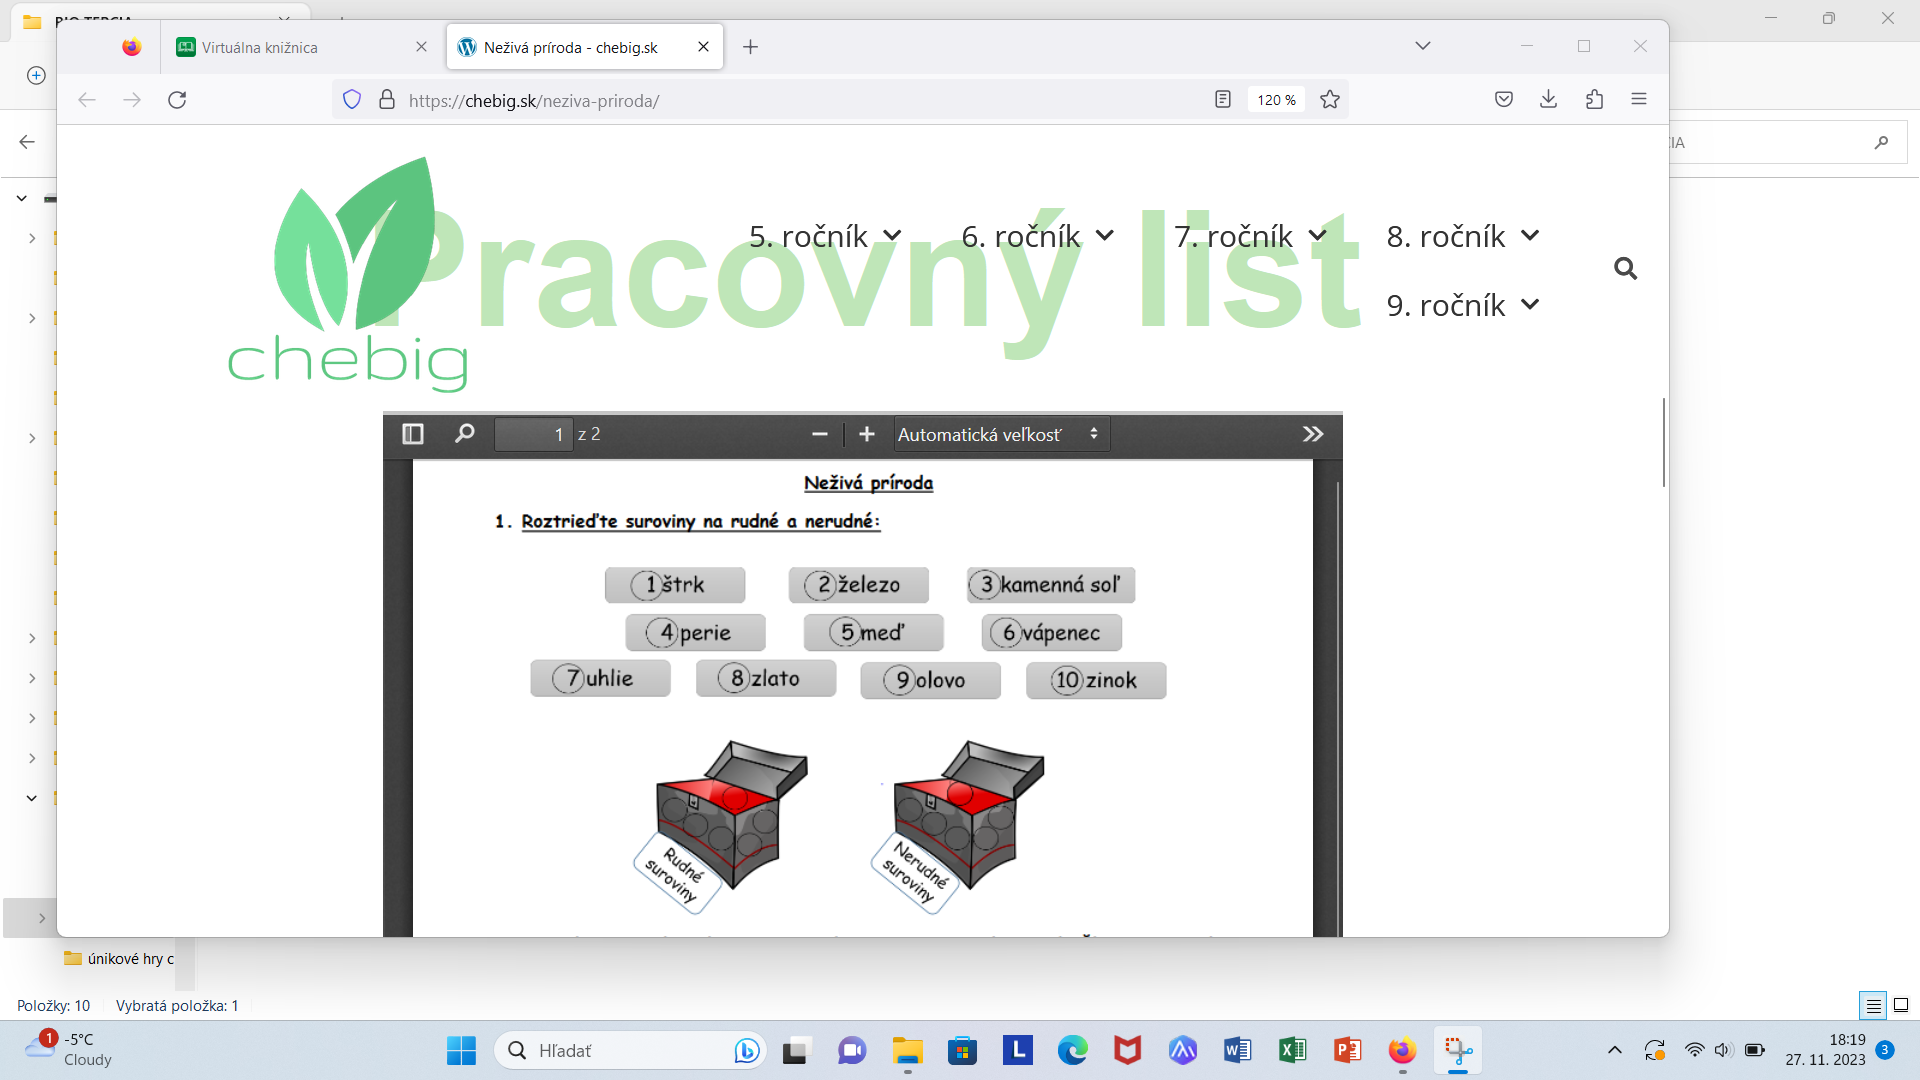 Virtuálna knižnica
Neživá príroda - chebig.sk
https://chebig.sk/neziva-priroda/
120 %
CIA
chebig
Pracovný list
5. ročník
6. ročník
7. ročník
8. ročník
9. ročník
1 z 2
Automatická veľkosť
Neživá príroda
1. Roztrieďte suroviny na rudné a nerudné:
1 štrk
2 železo
3 kamenná soľ
4 perie
5 meď
6 vápenec
7 uhlie
8 zlato
9 olovo
10 zinok
Rudné
suroviny
Nerudné
suroviny
únikové hry c
Položky: 10
Vybratá položka: 1
1
-5°C
Cloudy
Hľadať
18:19
27. 11. 2023
3